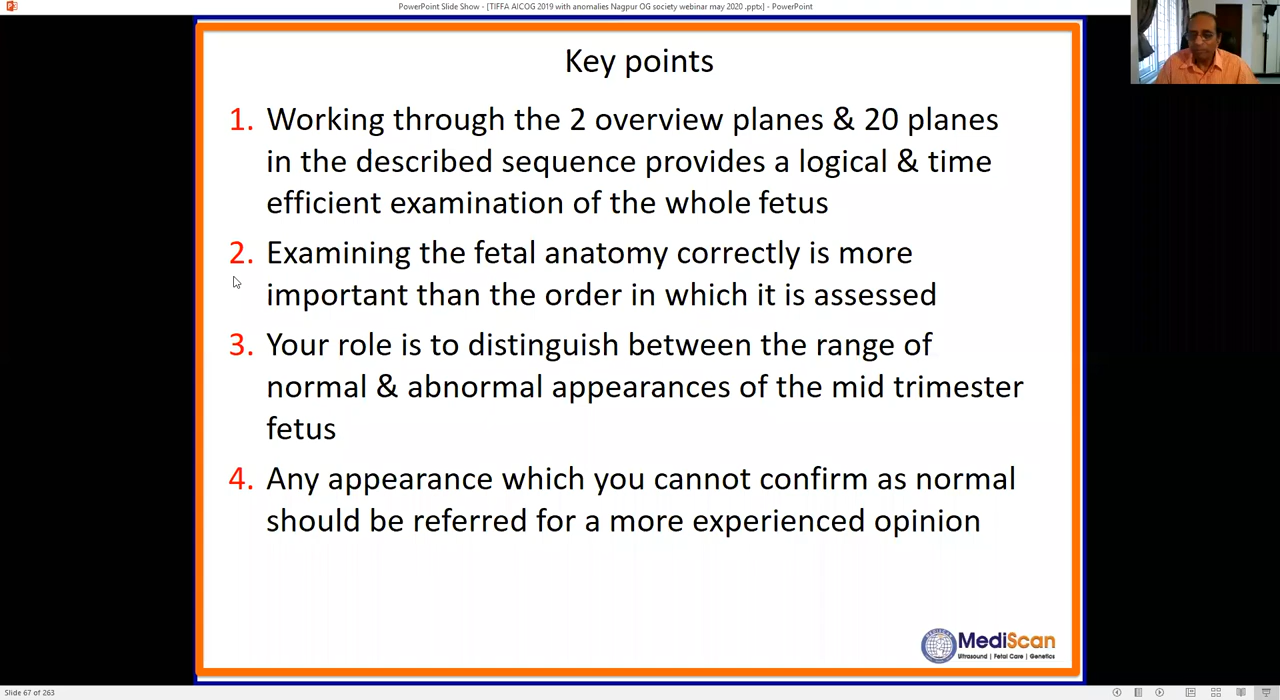 PowerPoint Slide Show - [TIFFA AICOG 2019 with anomalies Nagpur OG society webinar may 2020 .pptx] - PowerPoint
Key points
1. Working through the 2 overview planes & 20 planes
in the described sequence provides a logical & time
efficient examination of the whole fetus
2. Examining the fetal anatomy correctly is more
important than the order in which it is assessed
3. Your role is to distinguish between the range of
normal & abnormal appearances of the mid trimester
fetus
4. Any appearance which you cannot confirm as normal
should be referred for a more experienced opinion
MediScan
Ultrasound | Fetal Care | Genetics
Slide 67 of 263